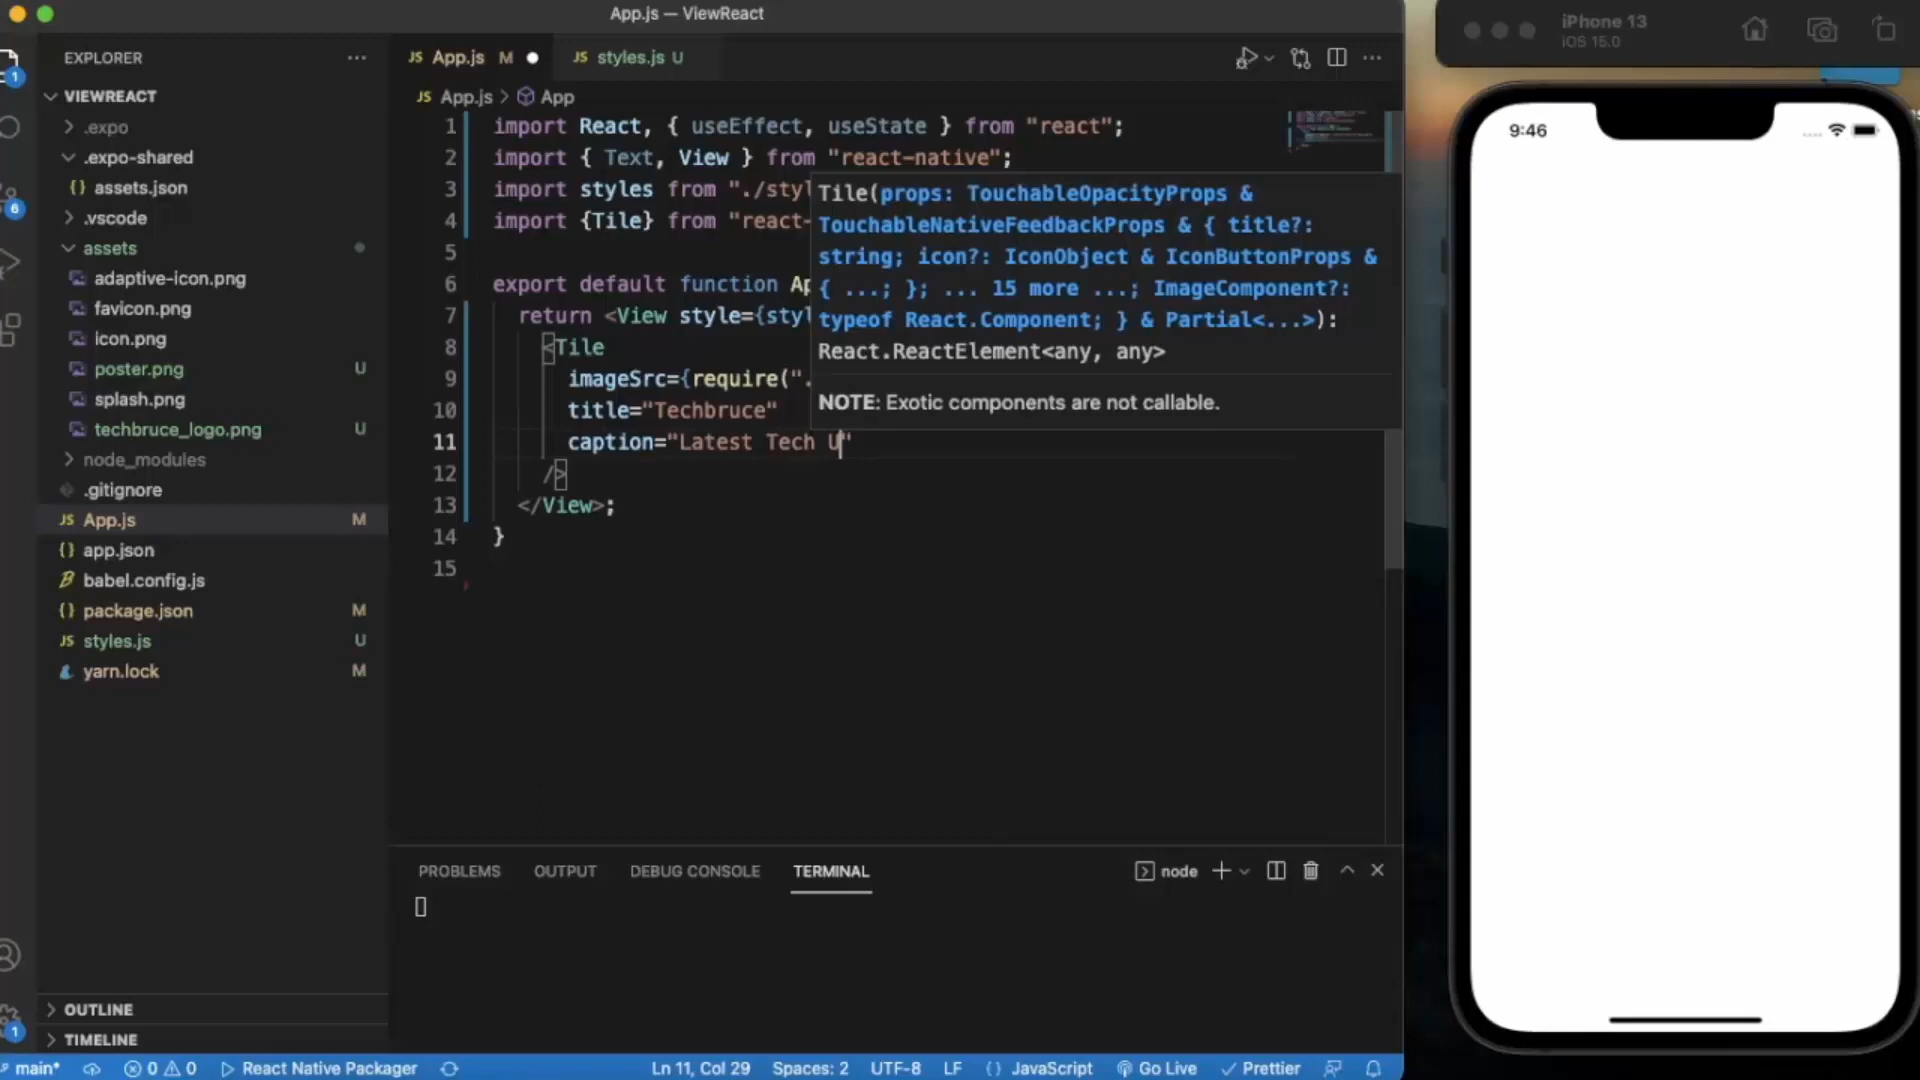 App.js — ViewReact
EXPLORER
VIEWREACT
.expo
.expo-shared
{} assets.json
.vscode
assets
adaptive-icon.png
favicon.png
icon.png
poster.png U
splash.png
techbruce_logo.png U
node_modules
.gitignore
JS App.js M
{} app.json
babel.config.js
{} package.json M
JS styles.js U
yarn.lock M
OUTLINE
TIMELINE
1
6
1
JS App.js M
JS styles.js U
JS App.js > App
1 import React, { useEffect, useState } from "react";
2 import { Text, View } from "react-native";
3 import styles from "./styl
4 import {Tile} from "react-
5
6 export default function Ap
7 return <View style={styl
8 <Tile
9 imageSrc={require(".
10 title="Techbruce"
11 caption="Latest Tech U"
12 />
13 </View>;
14 }
15
Tile(props: TouchableOpacityProps &
TouchableNativeFeedbackProps & { title?:
string; icon?: IconObject & IconButtonProps &
{ ...; }; ... 15 more ...; ImageComponent?:
typeof React.Component; } & Partial<...>):
React.ReactElement<any, any>
NOTE: Exotic components are not callable.
PROBLEMS OUTPUT DEBUG CONSOLE TERMINAL
node
main* 0 0 React Native Packager
Ln 11, Col 29 Spaces: 2 UTF-8 LF {} JavaScript Go Live Prettier
iPhone 13
iOS 15.0
9:46